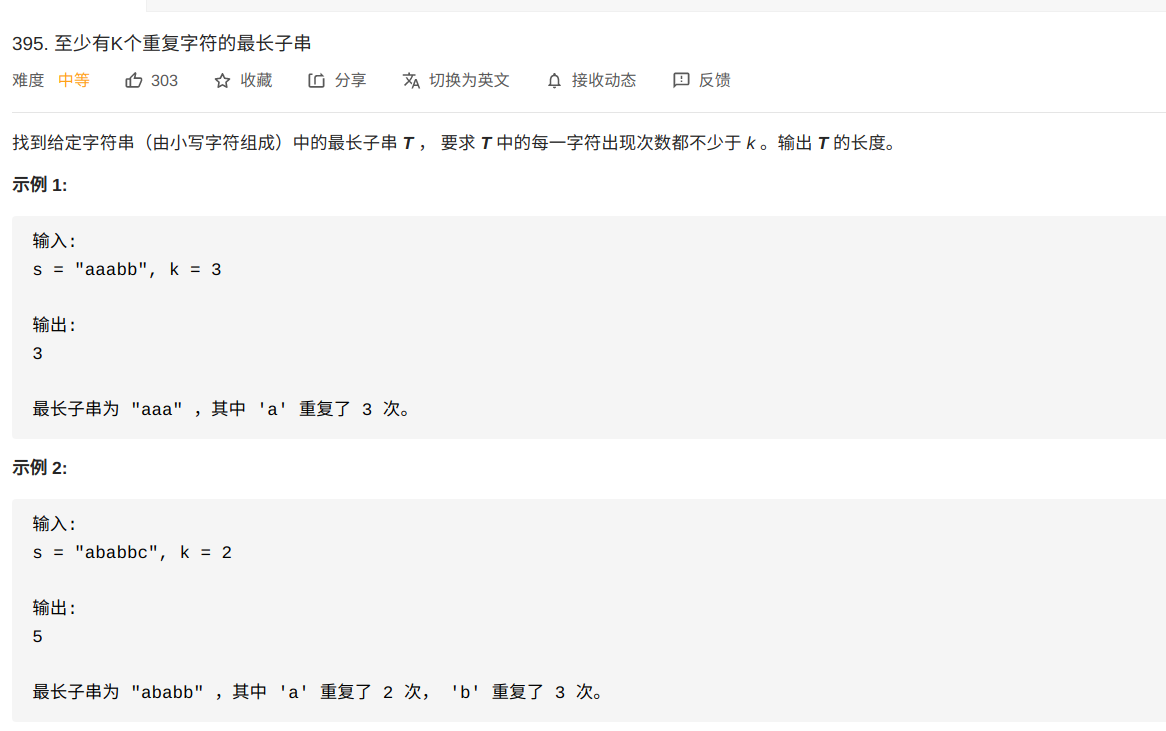 395. 至少有K个重复字符的最长子串
难度 中等 303 收藏 分享 切换为英文 接收动态 反馈
找到给定字符串（由小写字符组成）中的最长子串 T ， 要求 T 中的每一字符出现次数都不少于 k 。输出 T 的长度。
示例 1:
输入:
s = "aaabb", k = 3
输出:
3
最长子串为 "aaa" ，其中 'a' 重复了 3 次。
示例 2:
输入:
s = "ababbc", k = 2
输出:
5
最长子串为 "ababb" ，其中 'a' 重复了 2 次， 'b' 重复了 3 次。